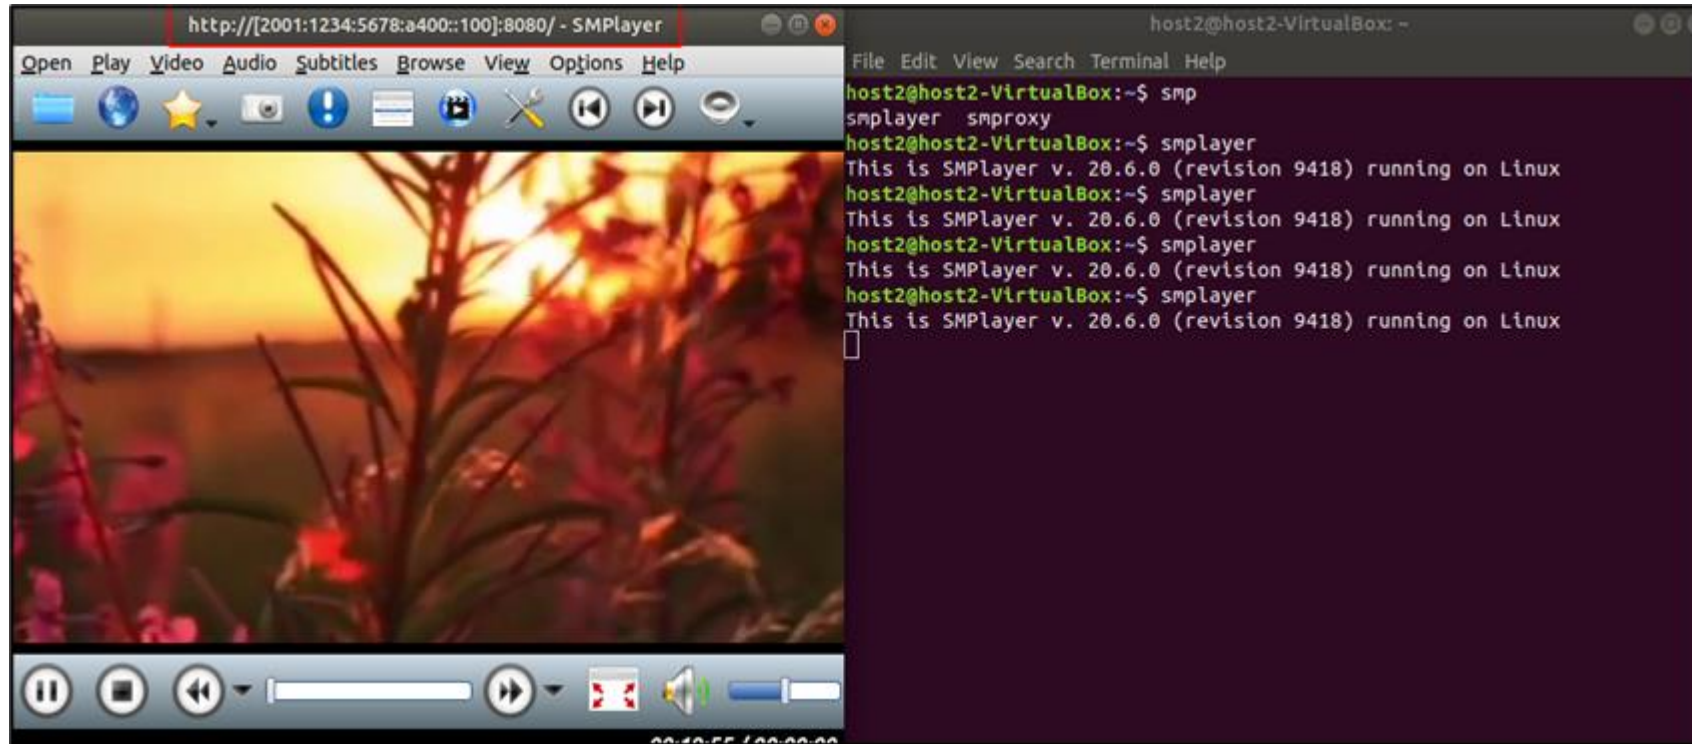 http://[2001:1234:5678:a400::100]:8080/ - SMPlayer
Open Play Video Audio Subtitles Browse View Options Help
host2@host2-VirtualBox: ~
File Edit View Search Terminal Help
host2@host2-VirtualBox:~$ smp
smplayer smproxy
host2@host2-VirtualBox:~$ smplayer
This is SMPlayer v. 20.6.0 (revision 9418) running on Linux
host2@host2-VirtualBox:~$ smplayer
This is SMPlayer v. 20.6.0 (revision 9418) running on Linux
host2@host2-VirtualBox:~$ smplayer
This is SMPlayer v. 20.6.0 (revision 9418) running on Linux
host2@host2-VirtualBox:~$ smplayer
This is SMPlayer v. 20.6.0 (revision 9418) running on Linux